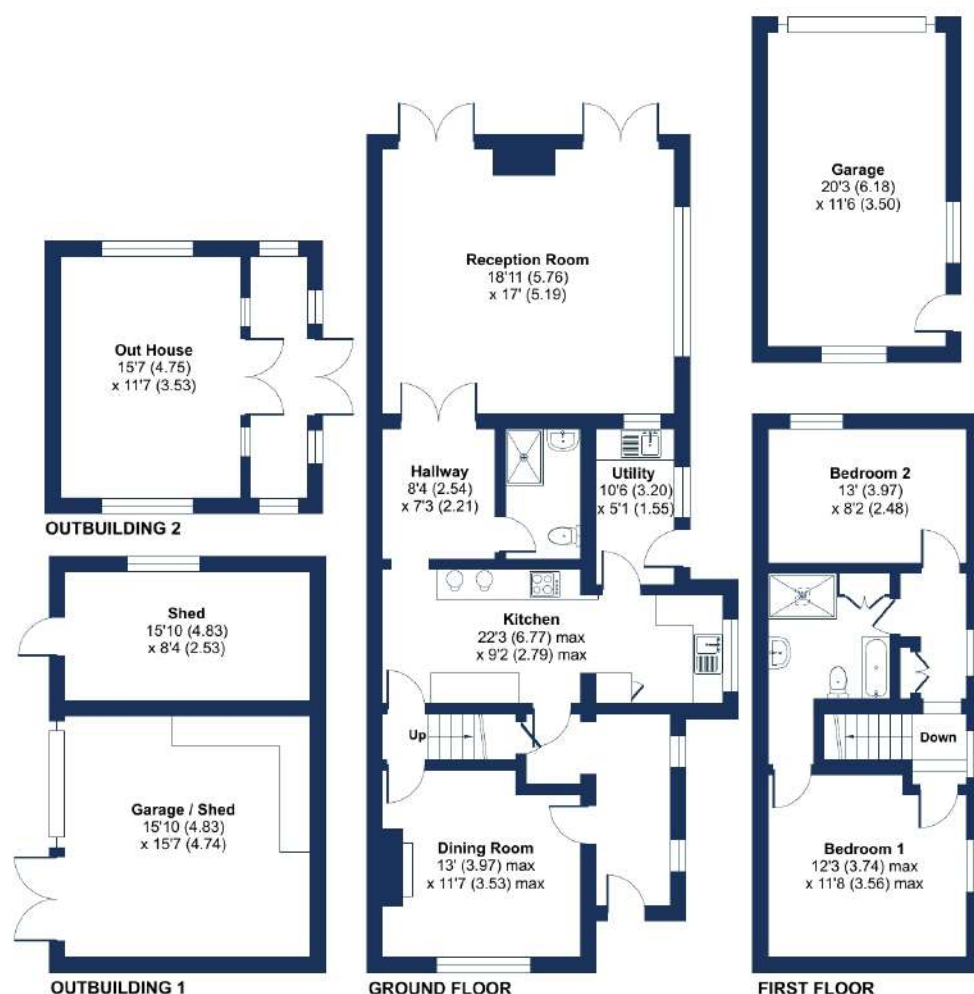 Garage
20'3 (6.18)
x 11'6 (3.50)
Reception Room
18'11 (5.76)
x 17' (5.19)
Out House
15'7 (4.75)
x 11'7 (3.53)
OUTBUILDING 2
Hallway
8'4 (2.54)
x 7'3 (2.21)
Utility
10'6 (3.20)
x 5'1 (1.55)
Bedroom 2
13' (3.97)
x 8'2 (2.48)
Shed
15'10 (4.83)
x 8'4 (2.53)
Kitchen
22'3 (6.77) max
x 9'2 (2.79) max
Up
Down
Garage / Shed
15'10 (4.83)
x 15'7 (4.74)
Dining Room
13' (3.97) max
x 11'7 (3.53) max
Bedroom 1
12'3 (3.74) max
x 11'8 (3.56) max
OUTBUILDING 1
GROUND FLOOR
FIRST FLOOR